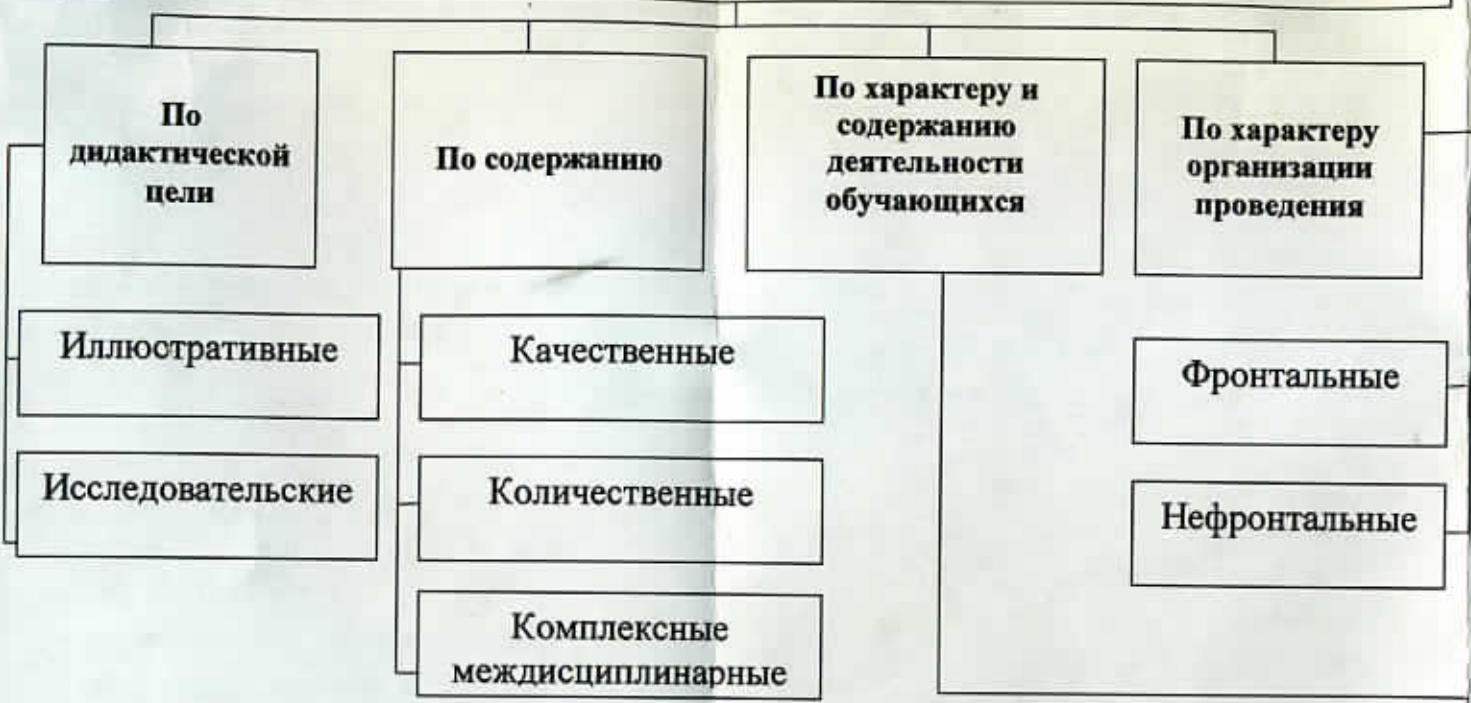 По
дидактической
цели
По содержанию
По характеру и
содержанию
деятельности
обучающихся
По характеру
организации
проведения
Иллюстративные
Исследовательские
Качественные
Количественные
Комплексные
междисциплинарные
Фронтальные
Нефронтальные